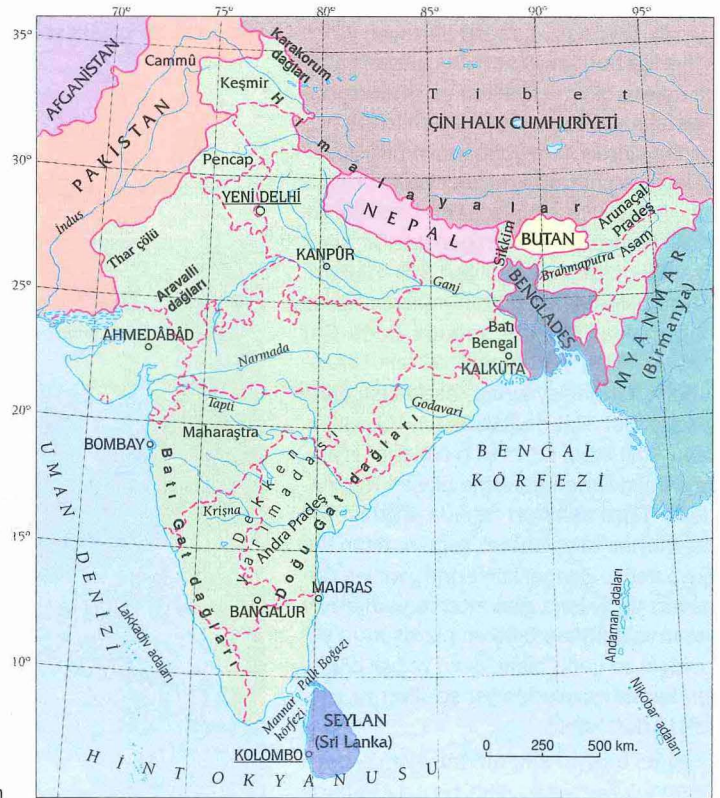 70°
75°
80°
85°
90°
95°
35°
30°
25°
20°
15°
10°
AFGANİSTAN
PAKİSTAN
Cammû
Karakorum
dağları
Keşmir
Tibet
ÇİN HALK CUMHURİYETİ
Himalayalar
Pencap
İndus
YENİ DELHİ
NEPAL
Sikkim
BUTAN
Arunaçal
Prades
Asam
Brahmaputra
Thar çölü
Aravalli
dağları
KANPÛR
Ganj
BENGLADES
MYANMAR
(Birmanya)
AHMEDÂBÂD
Narmada
Batı
Bengal
KALKÜTA
Tapti
Godavari
Maharaştra
BOMBAY
Batı Gat dağları
Dekken
Yarımadası
Andra Pradeş
Doğu Gat dağları
Krişna
BENGAL
KÖRFEZİ
UMAN DENİZİ
MADRAS
BANGALUR
Lakkadiv adaları
Andaman adaları
Nikobar adaları
Palk Boğazı
Mannar
körfezi
SEYLAN
(Sri Lanka)
KOLOMBO
0 250 500 km.
HİNT OKYANUSU